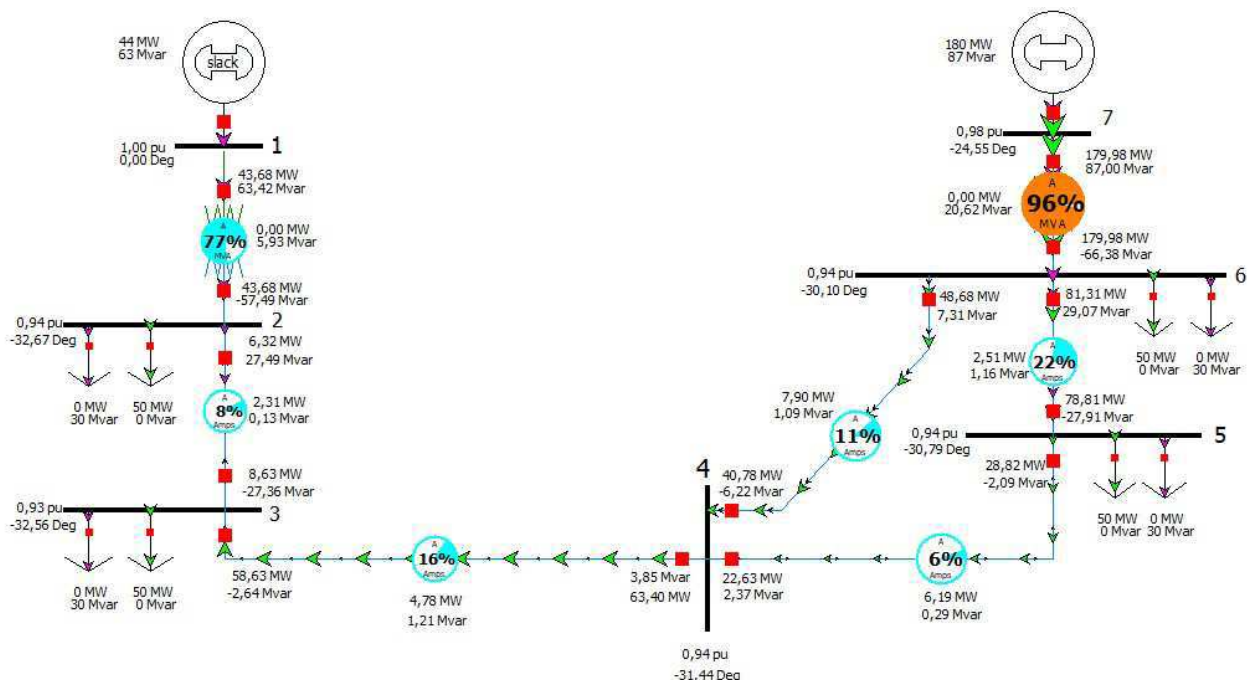 44 MW
63 Mvar
slack
1,00 pu
0,00 Deg
1
43,68 MW
63,42 Mvar
A
77%
MVA
0,00 MW
5,93 Mvar
43,68 MW
-57,49 Mvar
0,94 pu
-32,67 Deg
2
6,32 MW
27,49 Mvar
0 MW
30 Mvar
50 MW
0 Mvar
A
8%
Amps
2,31 MW
0,13 Mvar
8,63 MW
-27,36 Mvar
0,93 pu
-32,56 Deg
3
0 MW
30 Mvar
50 MW
0 Mvar
58,63 MW
-2,64 Mvar
A
16%
Amps
4,78 MW
1,21 Mvar
3,85 Mvar
63,40 MW
4
0,94 pu
-31,44 Deg
40,78 MW
-6,22 Mvar
22,63 MW
2,37 Mvar
A
6%
Amps
6,19 MW
0,29 Mvar
7,90 MW
1,09 Mvar
A
11%
Amps
180 MW
87 Mvar
7
0,98 pu
-24,55 Deg
179,98 MW
87,00 Mvar
0,00 MW
20,62 Mvar
A
96%
MVA
179,98 MW
-66,38 Mvar
0,94 pu
-30,10 Deg
6
48,68 MW
7,31 Mvar
81,31 MW
29,07 Mvar
50 MW
0 Mvar
0 MW
30 Mvar
2,51 MW
1,16 Mvar
A
22%
Amps
78,81 MW
-27,91 Mvar
0,94 pu
-30,79 Deg
5
28,82 MW
-2,09 Mvar
50 MW
0 Mvar
0 MW
30 Mvar